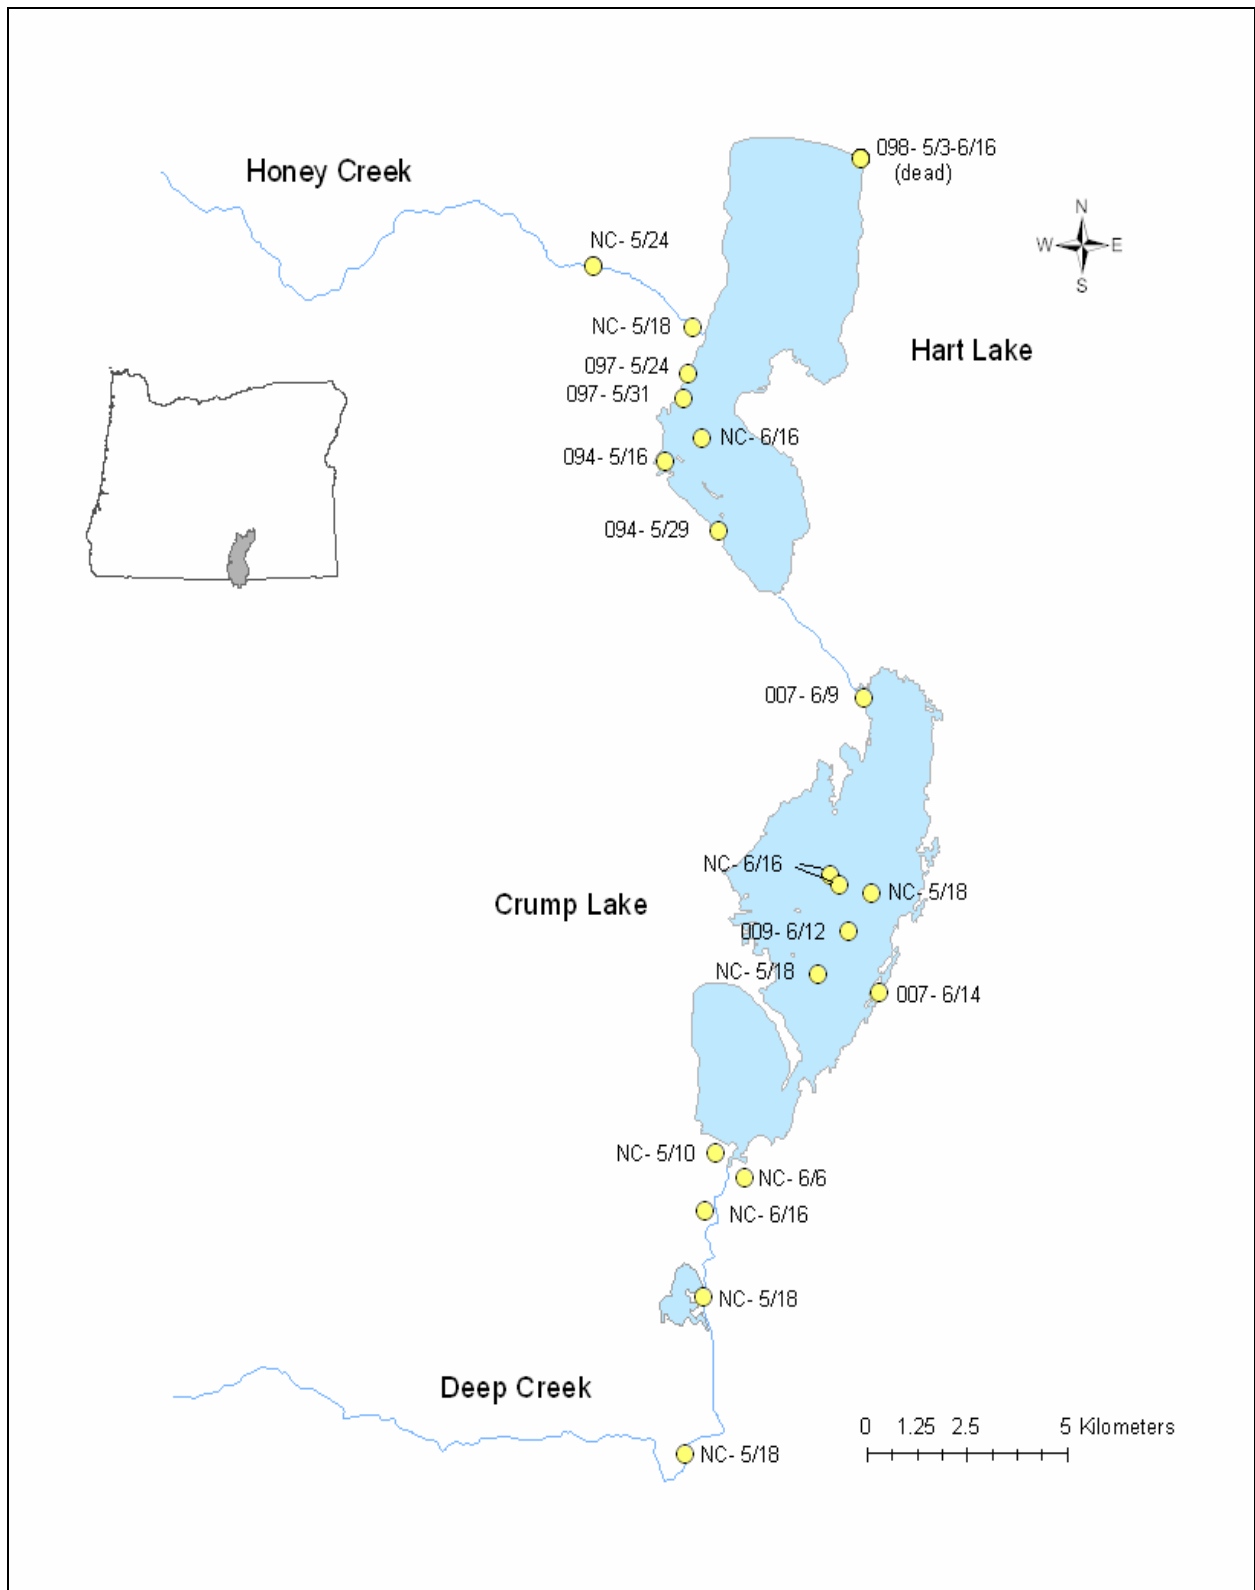 098- 5/3-6/16
(dead)
Honey Creek
N
W E
S
NC- 5/24
NC- 5/18
Hart Lake
097- 5/24
097- 5/31
NC- 6/16
094- 5/16
094- 5/29
007- 6/9
NC- 6/16
NC- 5/18
Crump Lake
009- 6/12
NC- 5/18
007- 6/14
NC- 5/10
NC- 6/6
NC- 6/16
NC- 5/18
Deep Creek
0 1.25 2.5 5 Kilometers
NC- 5/18